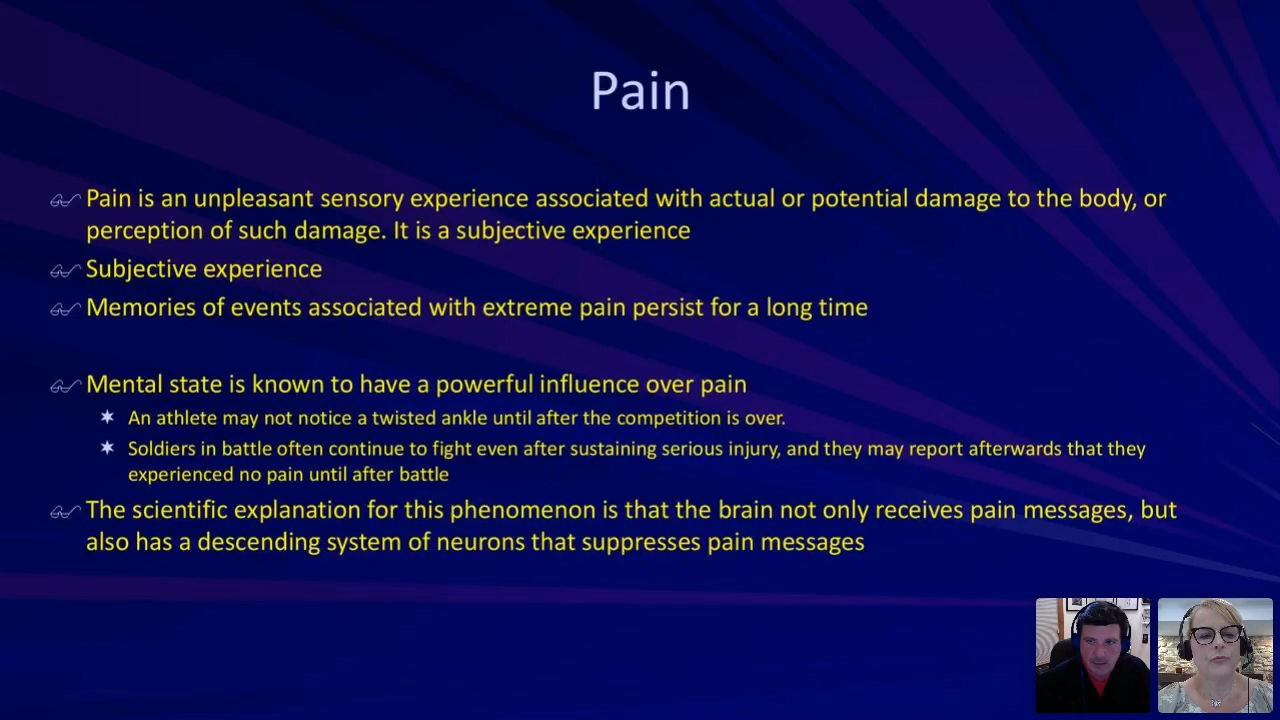 Pain
Pain is an unpleasant sensory experience associated with actual or potential damage to the body, or
perception of such damage. It is a subjective experience
Subjective experience
Memories of events associated with extreme pain persist for a long time
Mental state is known to have a powerful influence over pain
An athlete may not notice a twisted ankle until after the competition is over.
Soldiers in battle often continue to fight even after sustaining serious injury, and they may report afterwards that they
experienced no pain until after battle
The scientific explanation for this phenomenon is that the brain not only receives pain messages, but
also has a descending system of neurons that suppresses pain messages